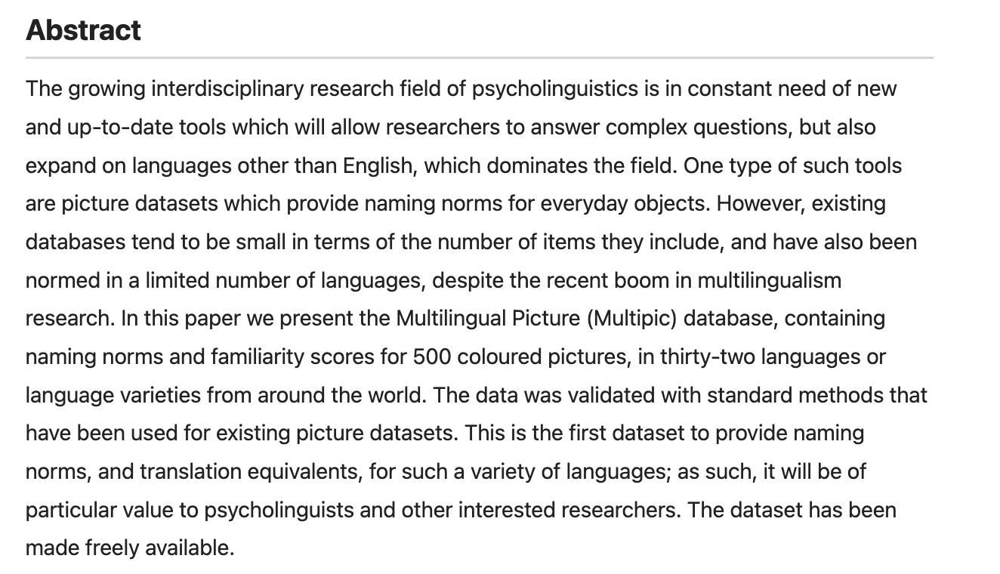 Abstract
The growing interdisciplinary research field of psycholinguistics is in constant need of new
and up-to-date tools which will allow researchers to answer complex questions, but also
expand on languages other than English, which dominates the field. One type of such tools
are picture datasets which provide naming norms for everyday objects. However, existing
databases tend to be small in terms of the number of items they include, and have also been
normed in a limited number of languages, despite the recent boom in multilingualism
research. In this paper we present the Multilingual Picture (Multipic) database, containing
naming norms and familiarity scores for 500 coloured pictures, in thirty-two languages or
language varieties from around the world. The data was validated with standard methods that
have been used for existing picture datasets. This is the first dataset to provide naming
norms, and translation equivalents, for such a variety of languages; as such, it will be of
particular value to psycholinguists and other interested researchers. The dataset has been
made freely available.